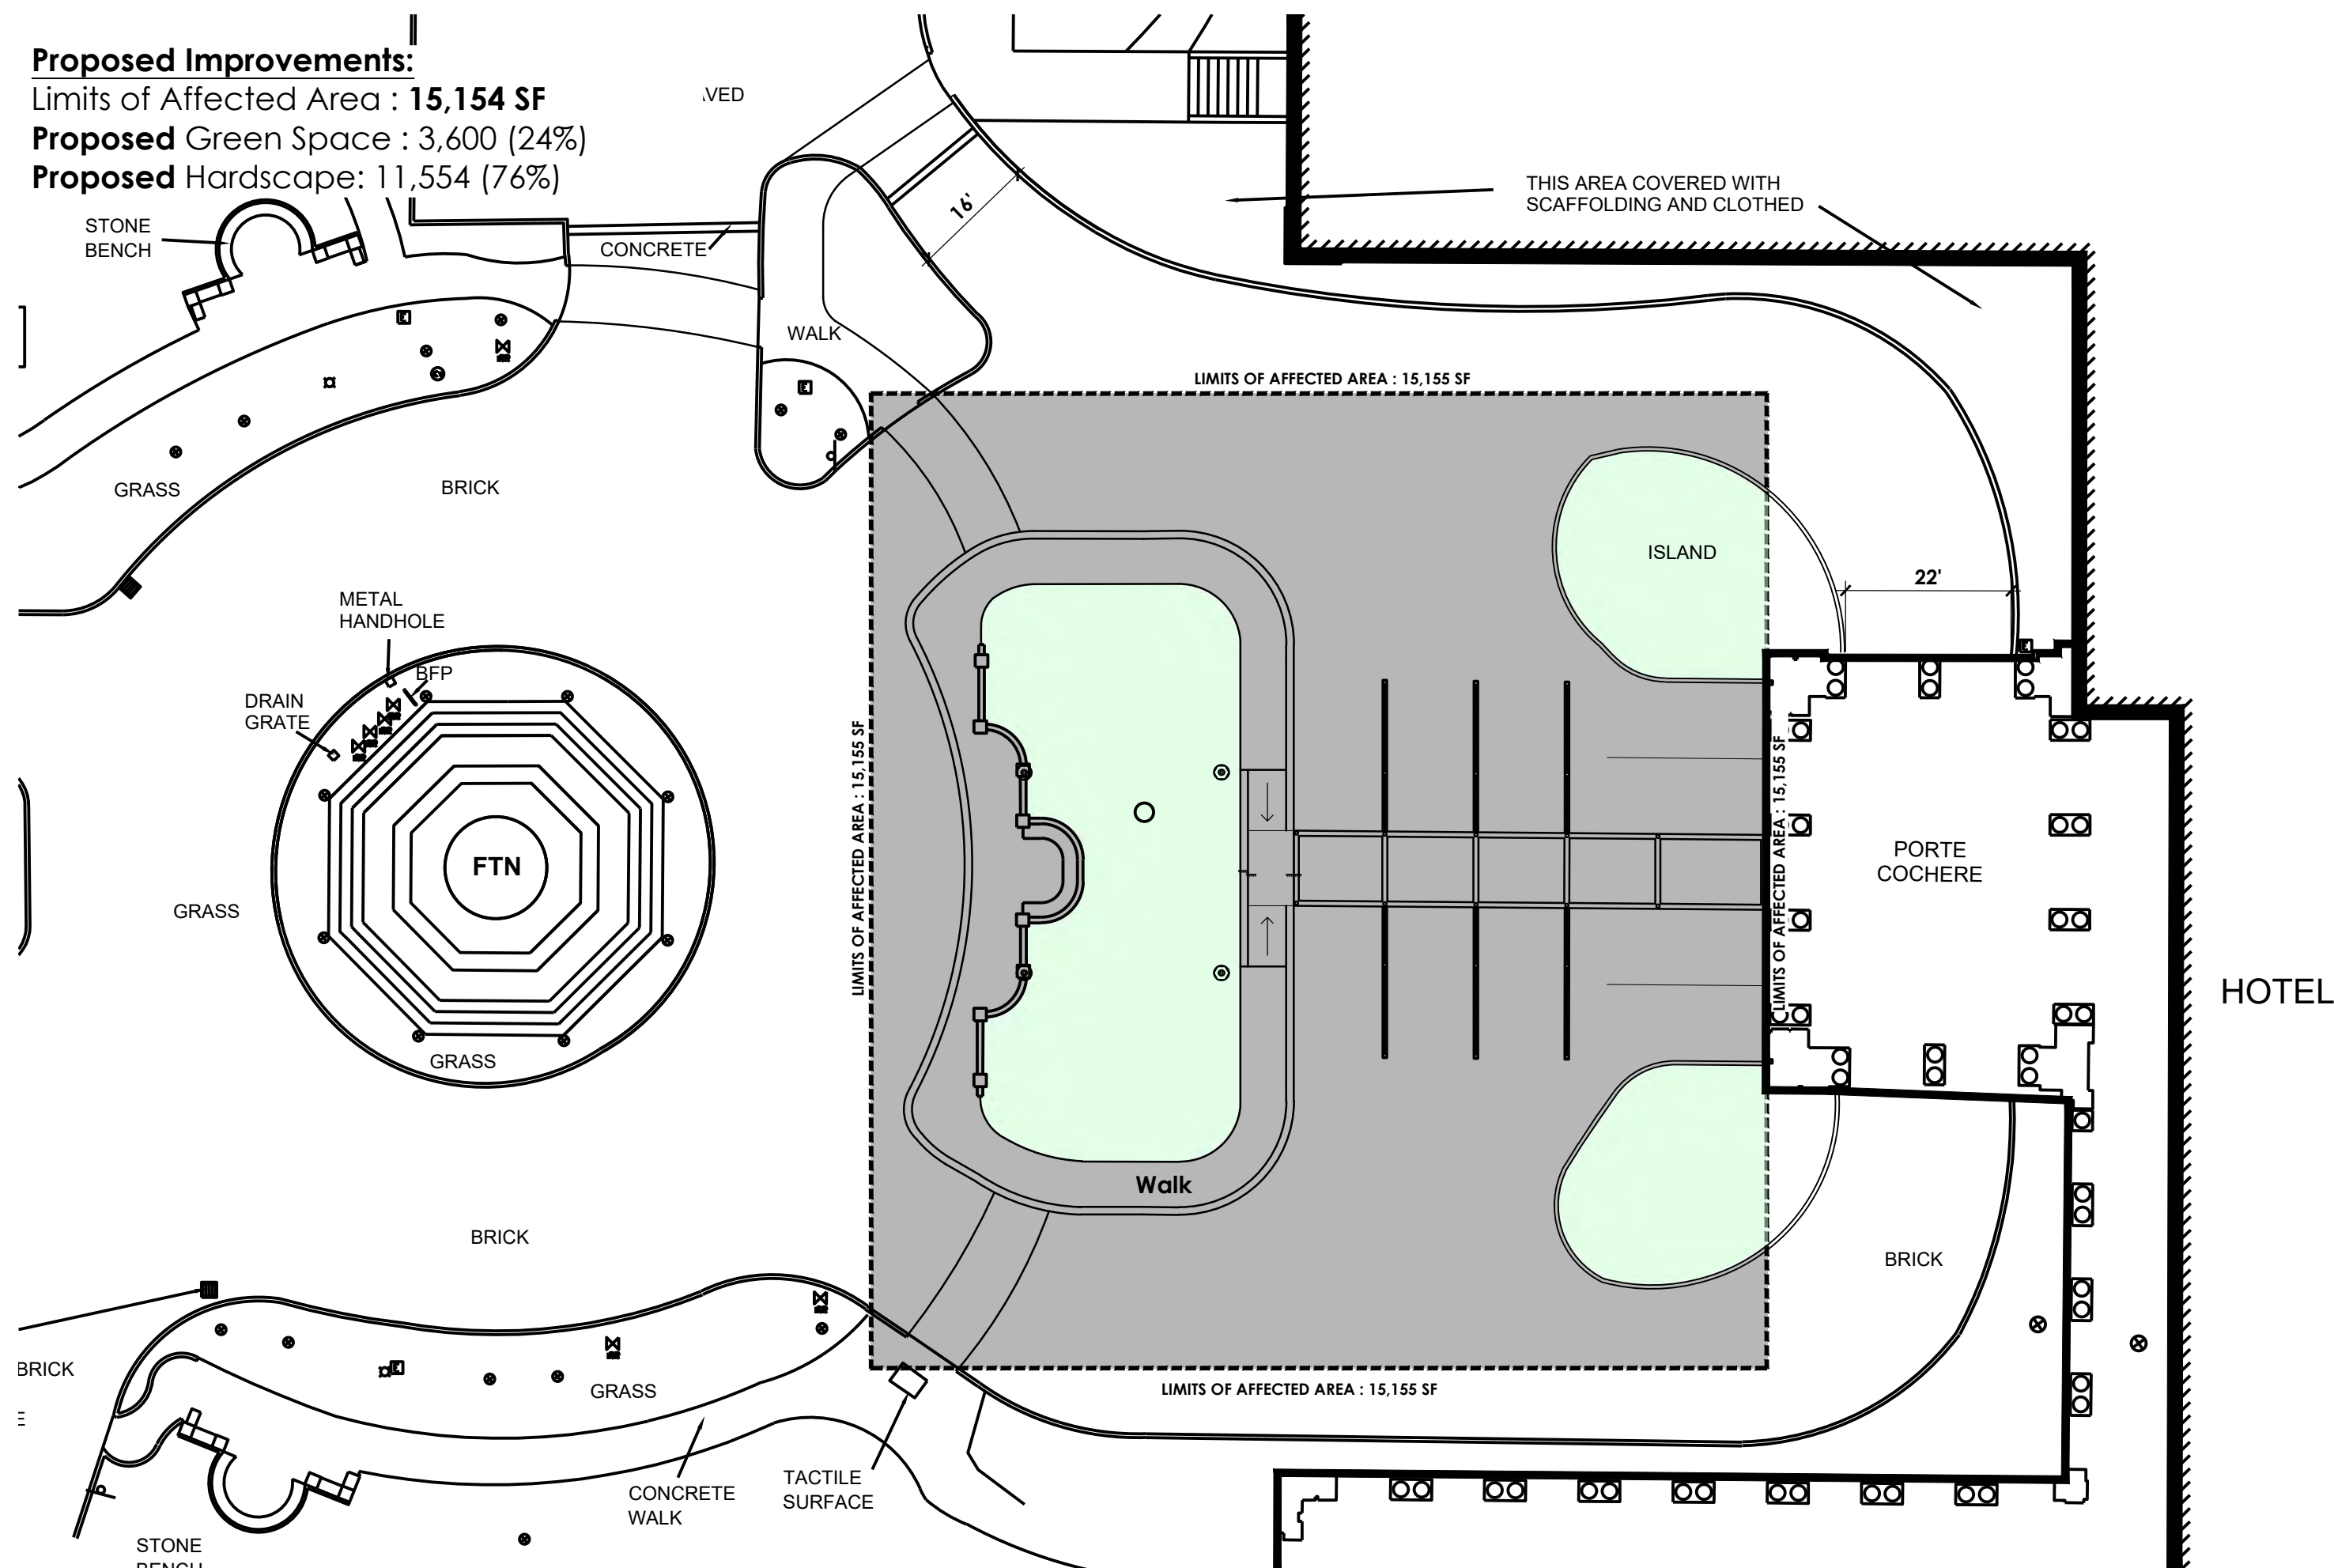 Proposed Improvements:
Limits of Affected Area : 15,154 SF
Proposed Green Space : 3,600 (24%)
Proposed Hardscape: 11,554 (76%)
STONE
BENCH
CONCRETE
16'
THIS AREA COVERED WITH
SCAFFOLDING AND CLOTHED
WALK
LIMITS OF AFFECTED AREA : 15,155 SF
GRASS
BRICK
ISLAND
22'
METAL
HANDHOLE
BFP
DRAIN
GRATE
LIMITS OF AFFECTED AREA : 15,155 SF
LIMITS OF AFFECTED AREA : 15,155 SF
FTN
PORTE
COCHERE
GRASS
HOTEL
GRASS
Walk
BRICK
BRICK
BRICK
GRASS
LIMITS OF AFFECTED AREA : 15,155 SF
CONCRETE
WALK
TACTILE
SURFACE
STONE
BENCH